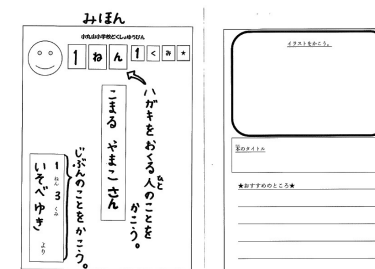 みほん
小丸山小学校どくしょゆうびん
1ねん1くみ★
ハガキをおくる人のことを
ひと
かこう。
こまる やまこ さん
じぶんのことをかこう。
1ねん3くみ
いそべ ゆき
より
イラストをかこう。
本のタイトル
★おすすめのところ★